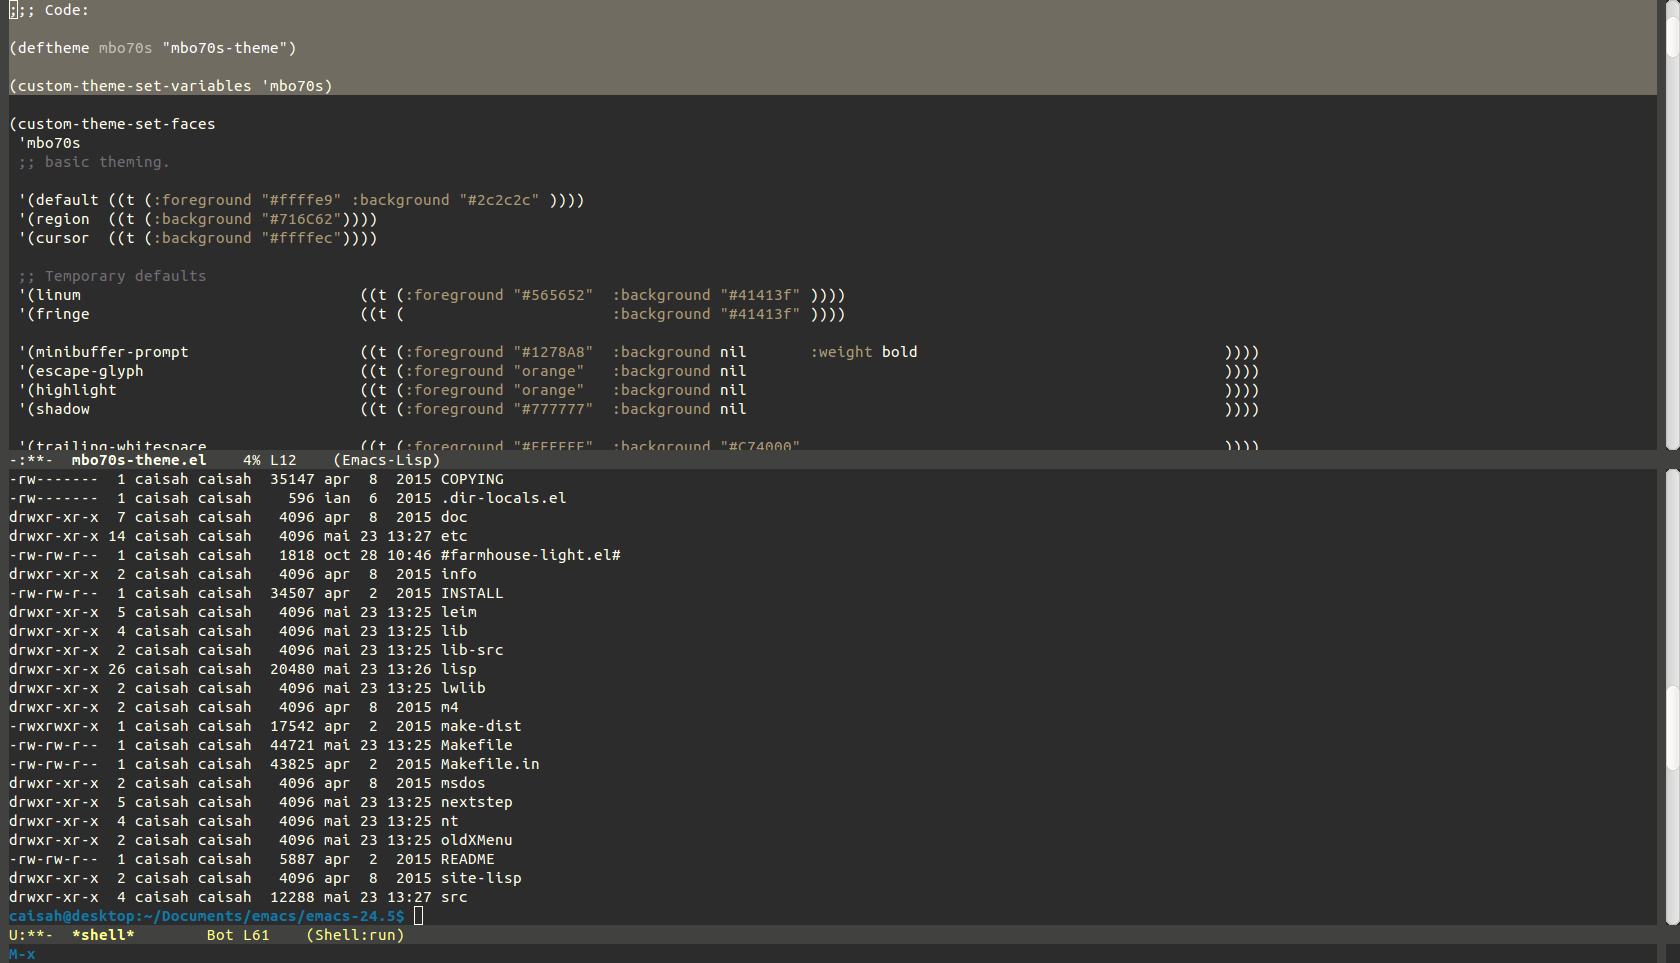 ;;; Code:
(deftheme mbo70s "mbo70s-theme")
(custom-theme-set-variables 'mbo70s)
(custom-theme-set-faces
 'mbo70s
 ;; basic theming.
 '(default ((t (:foreground "#ffffe9" :background "#2c2c2c" ))))
 '(region  ((t (:background "#716C62"))))
 '(cursor  ((t (:background "#ffffec"))))
 ;; Temporary defaults
 '(linum                               ((t (:foreground "#565652"  :background "#41413f" ))))
 '(fringe                              ((t (                       :background "#41413f" ))))
 '(minibuffer-prompt                   ((t (:foreground "#1278A8"  :background nil       :weight bold                                  ))))
 '(escape-glyph                        ((t (:foreground "orange"   :background nil                                                     ))))
 '(highlight                           ((t (:foreground "orange"   :background nil                                                     ))))
 '(shadow                              ((t (:foreground "#777777"  :background nil                                                     ))))
 '(trailing-whitespace                 ((t (:foreground "#FFFFFF"  :background "#C74000"                                               ))))
-:**-  mbo70s-theme.el    4% L12    (Emacs-Lisp)
-rw-------  1 caisah caisah  35147 apr  8  2015 COPYING
-rw-------  1 caisah caisah    596 ian  6  2015 .dir-locals.el
drwxr-xr-x  7 caisah caisah   4096 apr  8  2015 doc
drwxr-xr-x 14 caisah caisah   4096 mai 23 13:27 etc
-rw-rw-r--  1 caisah caisah   1818 oct 28 10:46 #farmhouse-light.el#
drwxr-xr-x  2 caisah caisah   4096 apr  8  2015 info
-rw-rw-r--  1 caisah caisah  34507 apr  2  2015 INSTALL
drwxr-xr-x  5 caisah caisah   4096 mai 23 13:25 leim
drwxr-xr-x  4 caisah caisah   4096 mai 23 13:25 lib
drwxr-xr-x  2 caisah caisah   4096 mai 23 13:25 lib-src
drwxr-xr-x 26 caisah caisah  20480 mai 23 13:26 lisp
drwxr-xr-x  2 caisah caisah   4096 mai 23 13:25 lwlib
drwxr-xr-x  2 caisah caisah   4096 apr  8  2015 m4
-rwxrwxr-x  1 caisah caisah  17542 apr  2  2015 make-dist
-rw-rw-r--  1 caisah caisah  44721 mai 23 13:25 Makefile
-rw-rw-r--  1 caisah caisah  43825 apr  2  2015 Makefile.in
drwxr-xr-x  2 caisah caisah   4096 apr  8  2015 msdos
drwxr-xr-x  5 caisah caisah   4096 mai 23 13:25 nextstep
drwxr-xr-x  4 caisah caisah   4096 mai 23 13:25 nt
drwxr-xr-x  2 caisah caisah   4096 mai 23 13:25 oldXMenu
-rw-rw-r--  1 caisah caisah   5887 apr  2  2015 README
drwxr-xr-x  2 caisah caisah   4096 apr  8  2015 site-lisp
drwxr-xr-x  4 caisah caisah  12288 mai 23 13:27 src
caisah@desktop:~/Documents/emacs/emacs-24.5$
U:**-  *shell*        Bot L61    (Shell:run)
M-x